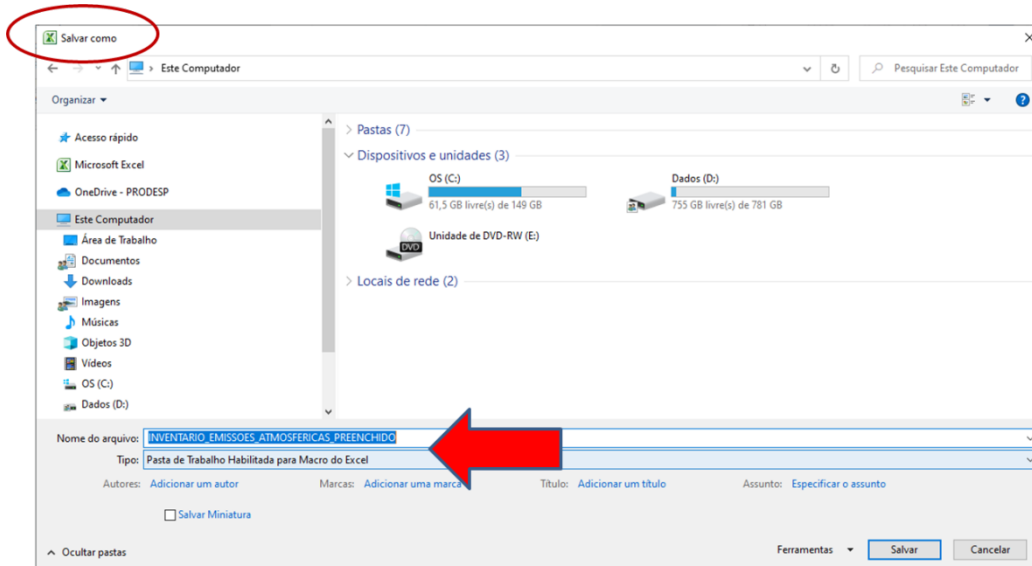 Salvar como
Este Computador
Pesquisar Este Computador
Organizar
Acesso rápido
Microsoft Excel
OneDrive - PRODESP
Este Computador
Área de Trabalho
Documentos
Downloads
Imagens
Músicas
Objetos 3D
Vídeos
OS (C:)
Dados (D:)
Pastas (7)
Dispositivos e unidades (3)
OS (C:)
61,5 GB livre(s) de 149 GB
Dados (D:)
755 GB livre(s) de 781 GB
DVD
Unidade de DVD-RW (E:)
Locais de rede (2)
Nome do arquivo: INVENTARIO_EMISSOES_ATMOSFERICAS_PREENCHIDO
Tipo: Pasta de Trabalho Habilitada para Macro do Excel
Autores: Adicionar um autor Marcas: Adicionar uma marca Título: Adicionar um título Assunto: Especificar o assunto
Salvar Miniatura
Ocultar pastas Ferramentas Salvar Cancelar